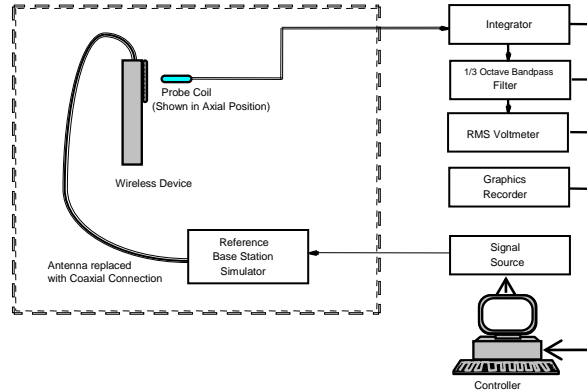 Integrator
1/3 Octave Bandpass
Filter
RMS Voltmeter
Graphics
Recorder
Probe Coil
(Shown in Axial Position)
Wireless Device
Reference
Base Station
Simulator
Antenna replaced
with Coaxial Connection
Signal
Source
Controller